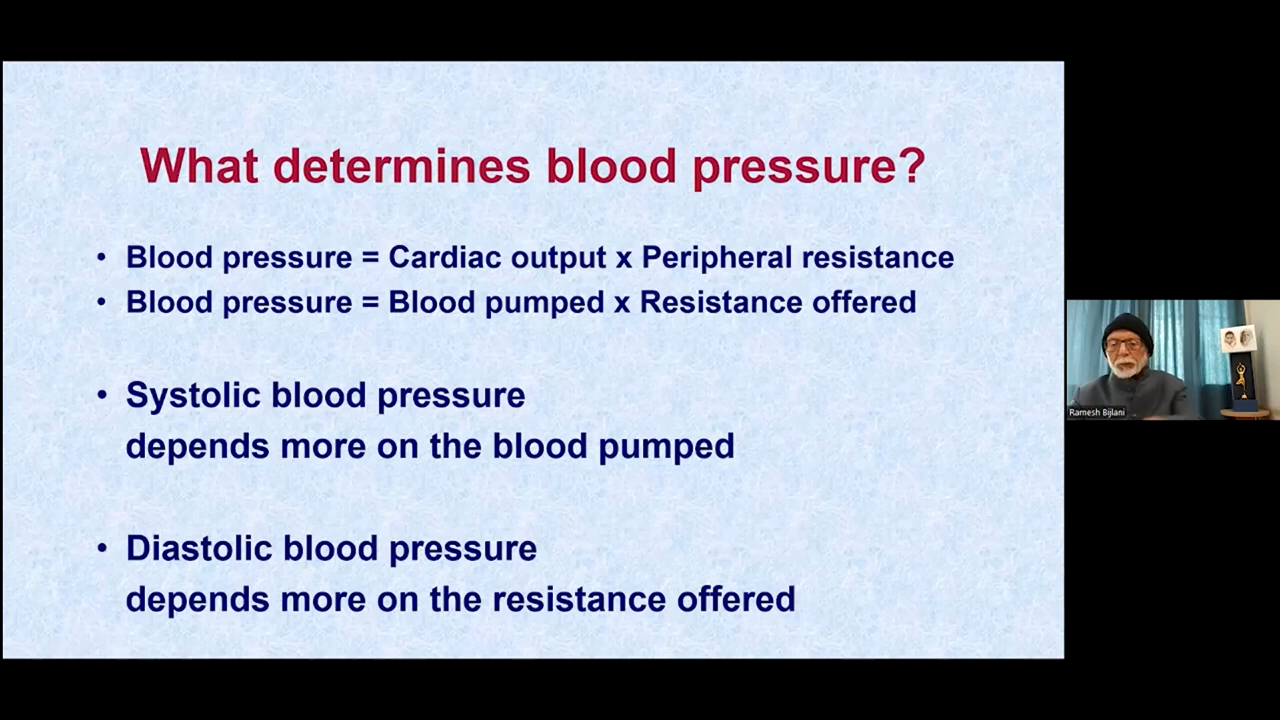 What determines blood pressure?
• Blood pressure = Cardiac output x Peripheral resistance
• Blood pressure = Blood pumped x Resistance offered
• Systolic blood pressure
depends more on the blood pumped
• Diastolic blood pressure
depends more on the resistance offered
Ramesh Bijlani